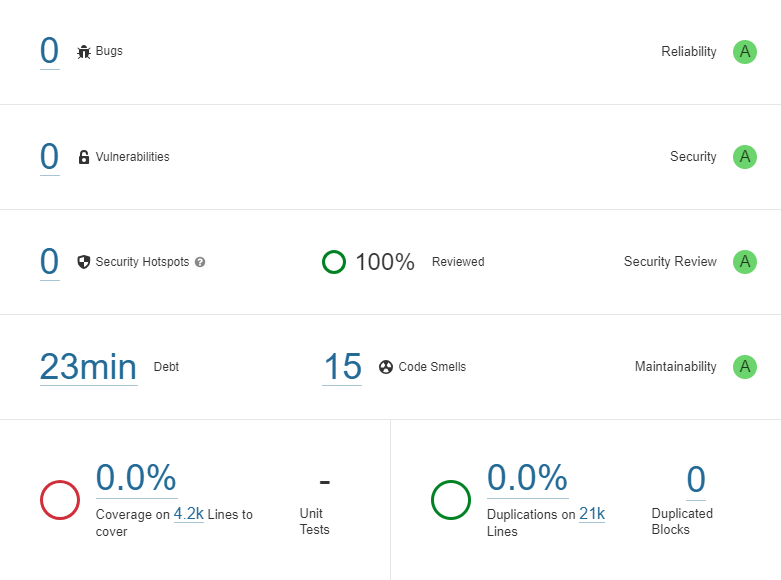 0 Bugs Reliability A
0 Vulnerabilities Security A
0 Security Hotspots ? 100% Reviewed Security Review A
23min Debt 15 Code Smells Maintainability A
0.0% - 0.0% 0
Coverage on 4.2k Lines to Unit Duplications on 21k Duplicated
cover Tests Lines Blocks